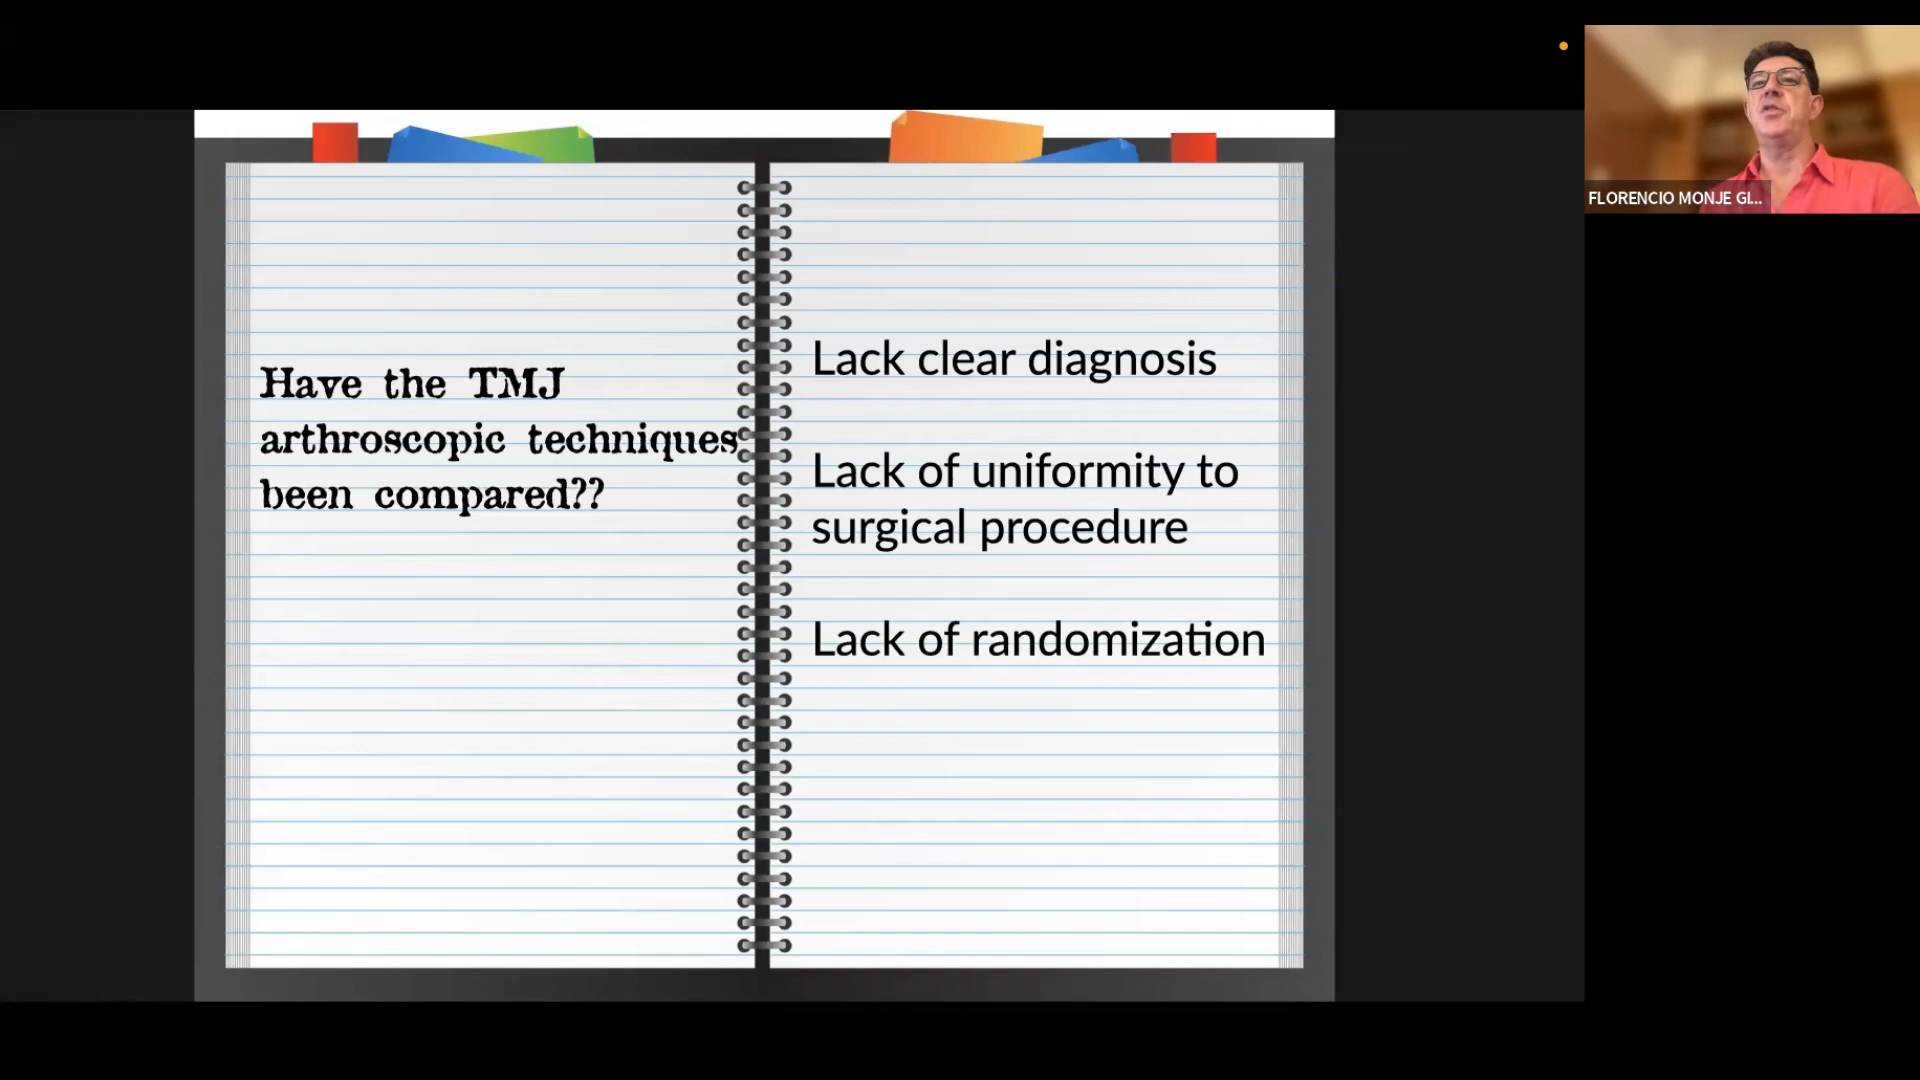 Have the TMJ
arthroscopic techniques
been compared??
Lack clear diagnosis
Lack of uniformity to
surgical procedure
Lack of randomization
FLORENCIO MONJE GI...